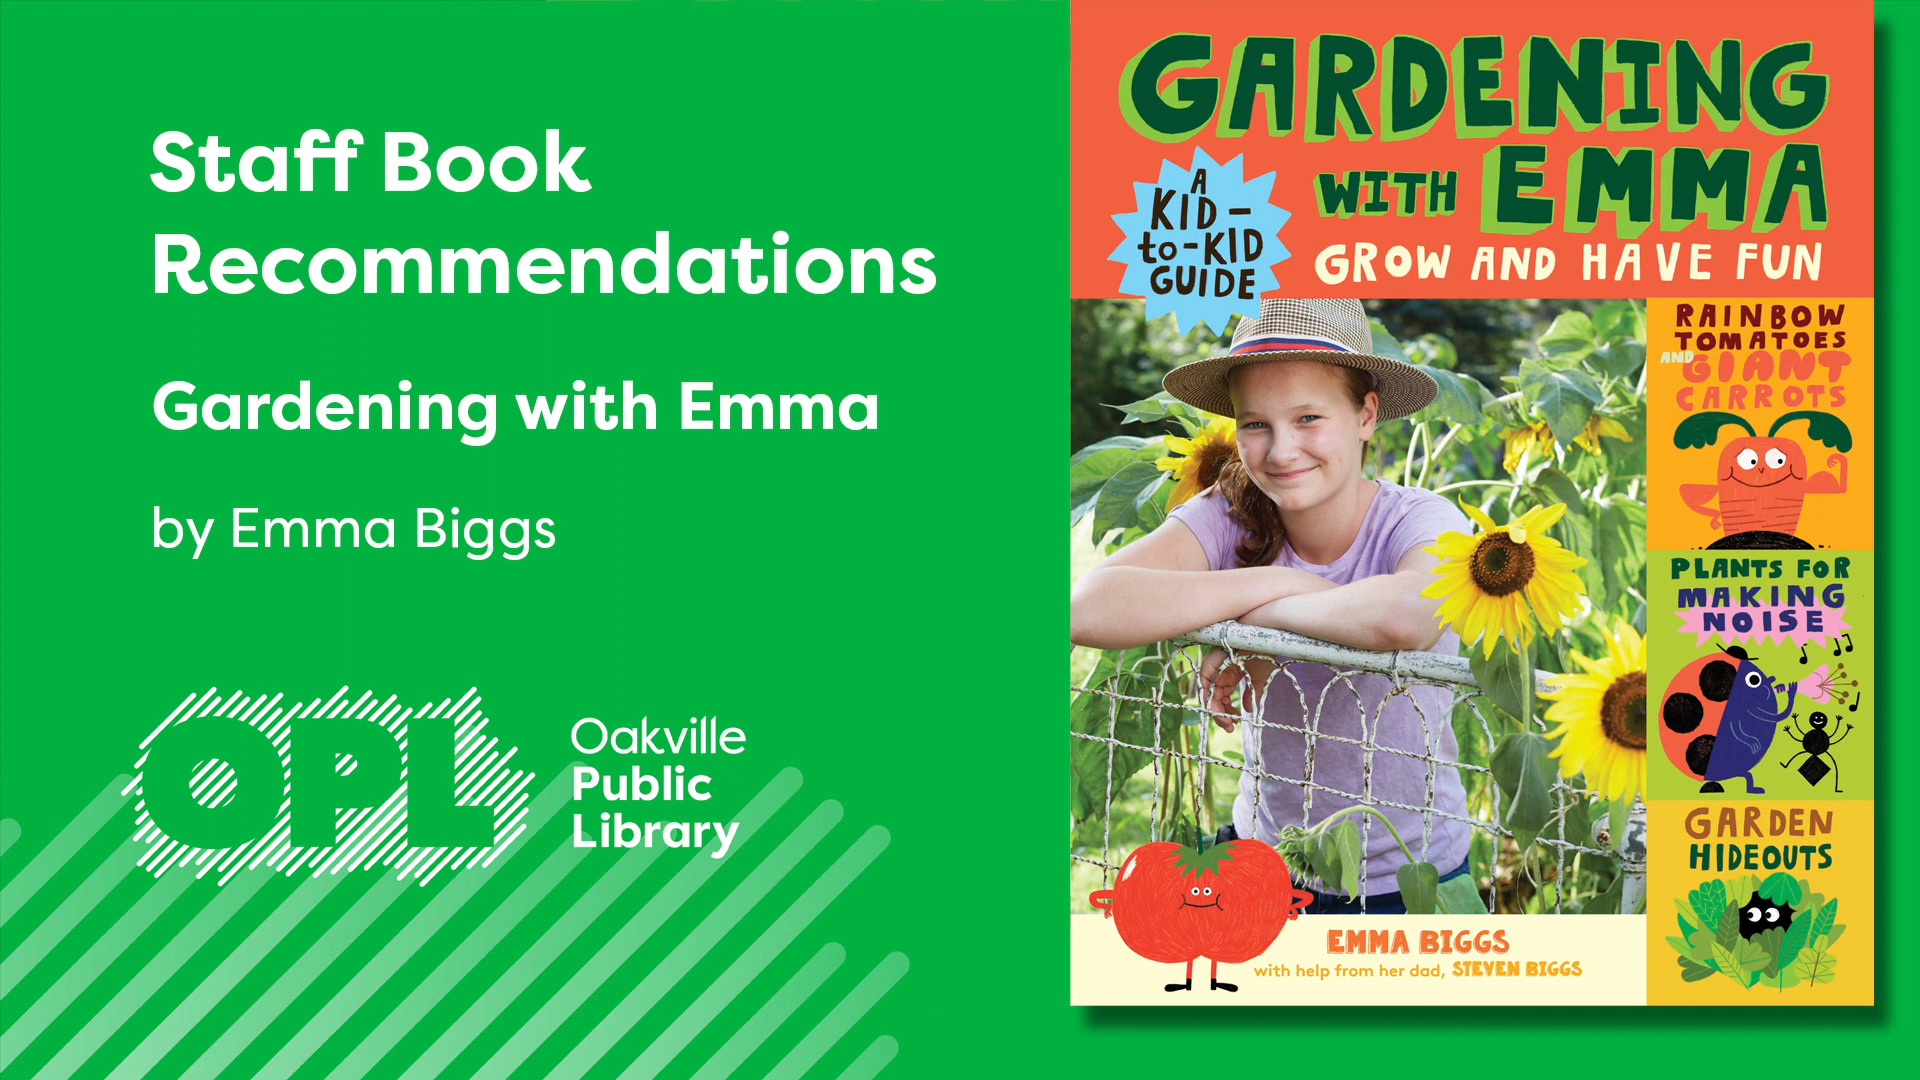 Staff Book
Recommendations
Gardening with Emma
by Emma Biggs
OPL
Oakville
Public
Library
GARDENING
WITH EMMA
A
KID-
to-KID
GUIDE
GROW AND HAVE FUN
RAINBOW
TOMATOES
AND GIANT
CARROTS
PLANTS FOR
MAKING
NOISE
GARDEN
HIDEOUTS
EMMA BIGGS
with help from her dad, STEVEN BIGGS